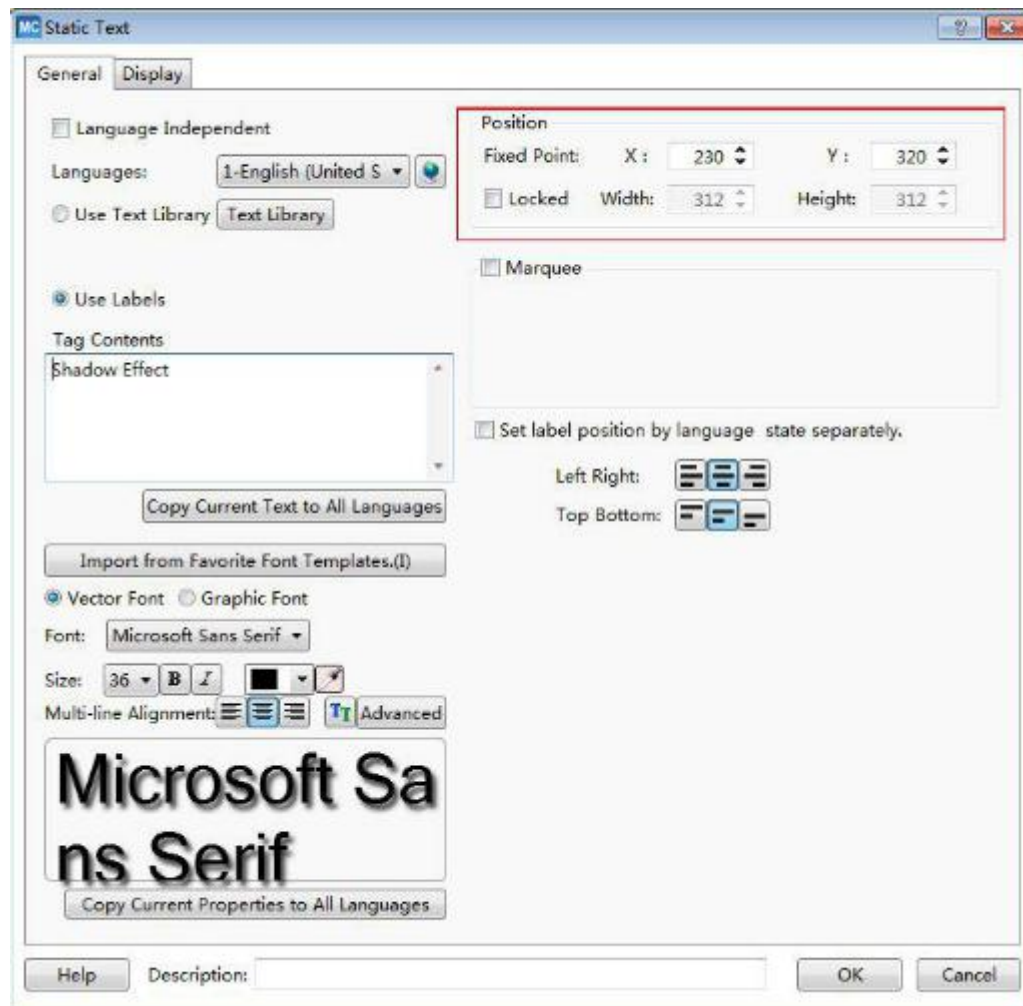 MC Static Text
General Display
Language Independent
Languages: 1-English (United S
Use Text Library Text Library
Use Labels
Tag Contents
Shadow Effect
Copy Current Text to All Languages
Import from Favorite Font Templates.(I)
Vector Font Graphic Font
Font: Microsoft Sans Serif
Size: 36 B I
Multi-line Alignment: TT Advanced
Microsoft Sa
ns Serif
Copy Current Properties to All Languages
Position
Fixed Point: X : 230 Y : 320
Locked Width: 312 Height: 312
Marquee
Set label position by language state separately.
Left Right:
Top Bottom:
Help Description: OK Cancel